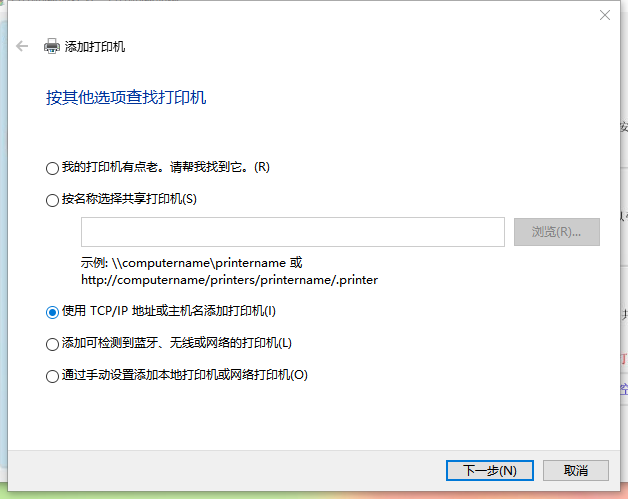 添加打印机
按其他选项查找打印机
我的打印机有点老。请帮我找到它。(R)
按名称选择共享打印机(S)
浏览(R)...
示例: \\computername\printername 或
http://computername/printers/printername/.printer
使用 TCP/IP 地址或主机名添加打印机(I)
添加可检测到蓝牙、无线或网络的打印机(L)
通过手动设置添加本地打印机或网络打印机(O)
下一步(N)
取消